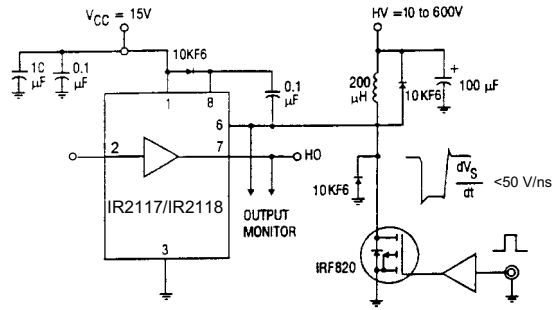 V_CC = 15V
HV = 10 to 600V
10 μF
0.1 μF
10KF6
1
8
0.1 μF
200 μH
10KF6
+
100 μF
6
2
7
HO
IR2117/IR2118
OUTPUT MONITOR
10KF6
dV_S
dt
<50 V/ns
3
IRF820